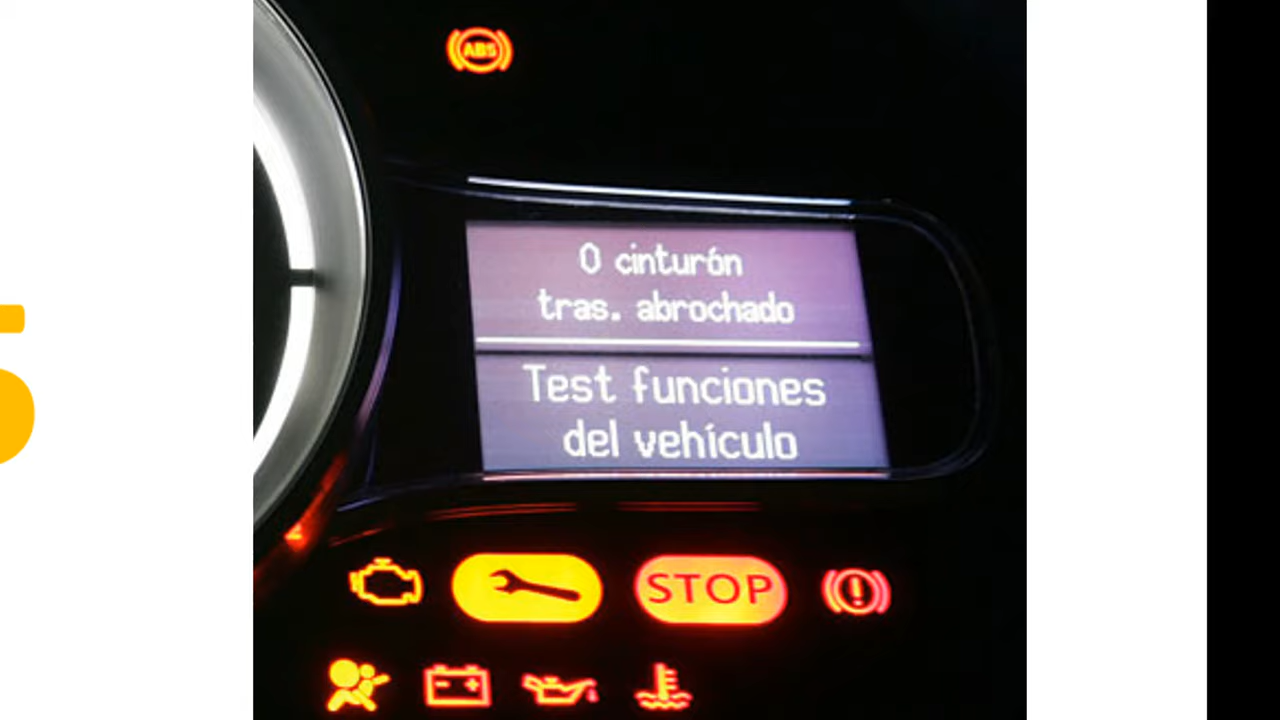 ABS
0 cinturón
tras. abrochado
Test funciones
del vehículo
STOP